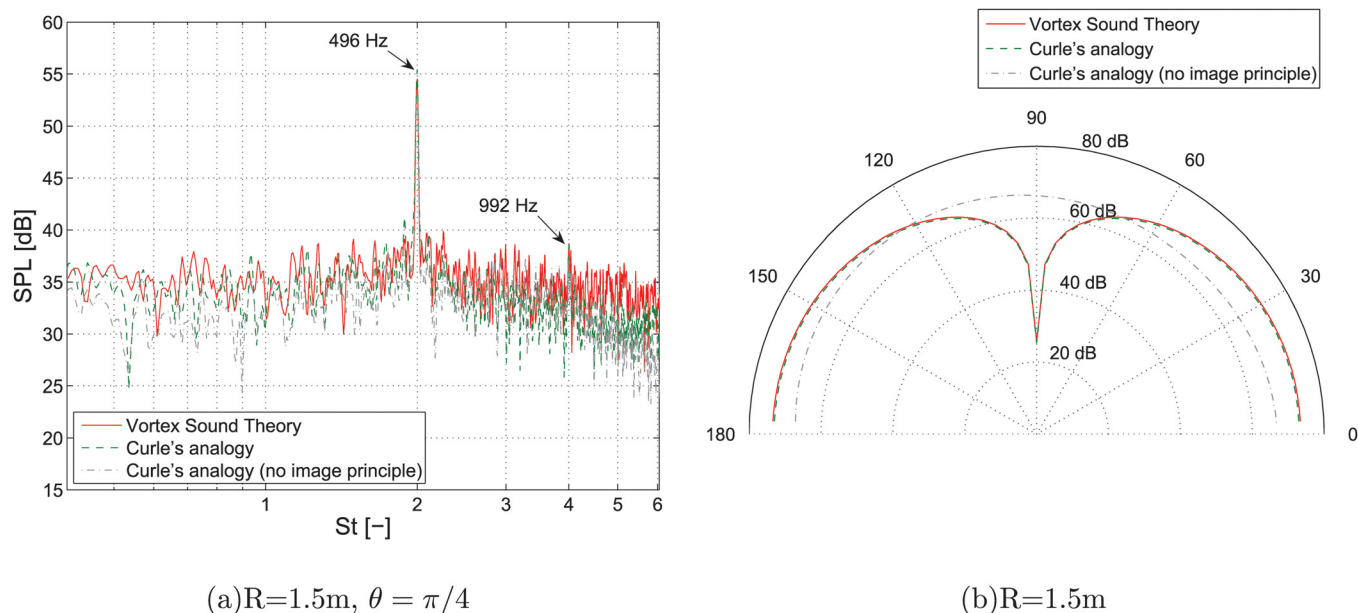 60
55
50
45
40
35
30
25
20
15
SPL [dB]
496 Hz
992 Hz
Vortex Sound Theory
Curle's analogy
Curle's analogy (no image principle)
1
2
3
4
5
6
St [−]
(a)R=1.5m, θ = π/4
Vortex Sound Theory
Curle's analogy
Curle's analogy (no image principle)
90
80 dB
120
60
60 dB
150
40 dB
30
20 dB
180
0
(b)R=1.5m